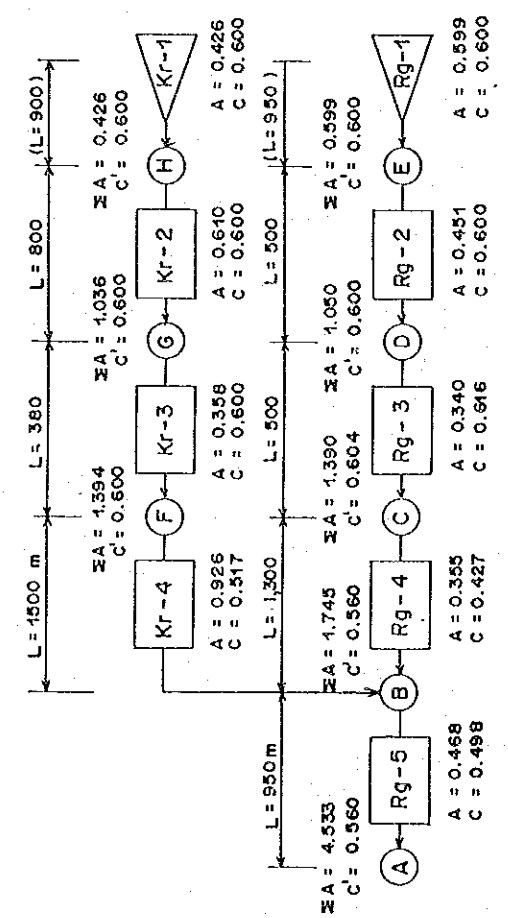 L=1500 m
L=380
L=800
(L=900)
ΣA = 1.394
C' = 0.600
ΣA = 1.036
C' = 0.600
ΣA = 0.426
C' = 0.600
Kr-4
F
Kr-3
G
Kr-2
H
Kr-1
A = 0.926
C = 0.517
A = 0.358
C = 0.600
A = 0.610
C = 0.600
A = 0.426
C = 0.600
L=950m
L=1,300
L=500
L=500
(L=950)
ΣA = 4.533
C' = 0.560
ΣA = 1.745
C' = 0.560
ΣA = 1.390
C' = 0.604
ΣA = 1.050
C' = 0.600
ΣA = 0.599
C' = 0.600
A
Rg-5
B
Rg-4
C
Rg-3
D
Rg-2
E
Rg-1
A = 0.468
C = 0.498
A = 0.355
C = 0.427
A = 0.340
C = 0.616
A = 0.451
C = 0.600
A = 0.599
C = 0.600